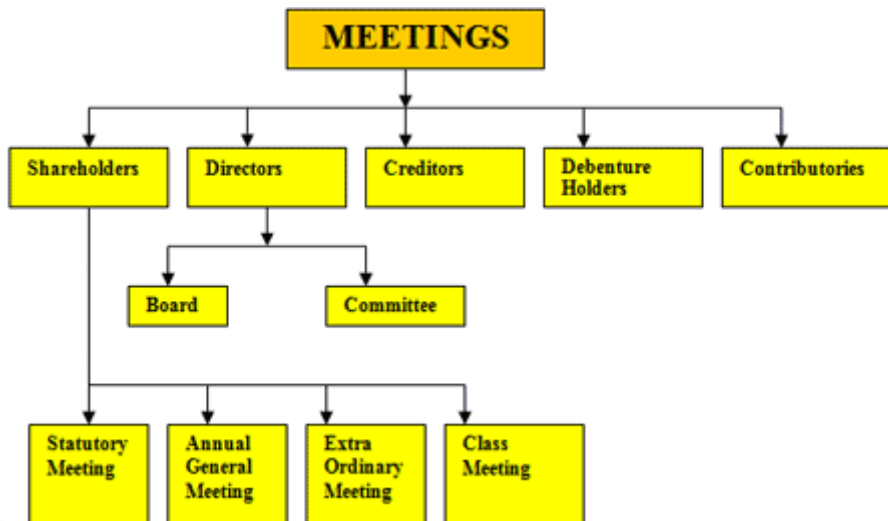 MEETINGS
Shareholders
Directors
Creditors
Debenture
Holders
Contributories
Board
Committee
Statutory
Meeting
Annual
General
Meeting
Extra
Ordinary
Meeting
Class
Meeting